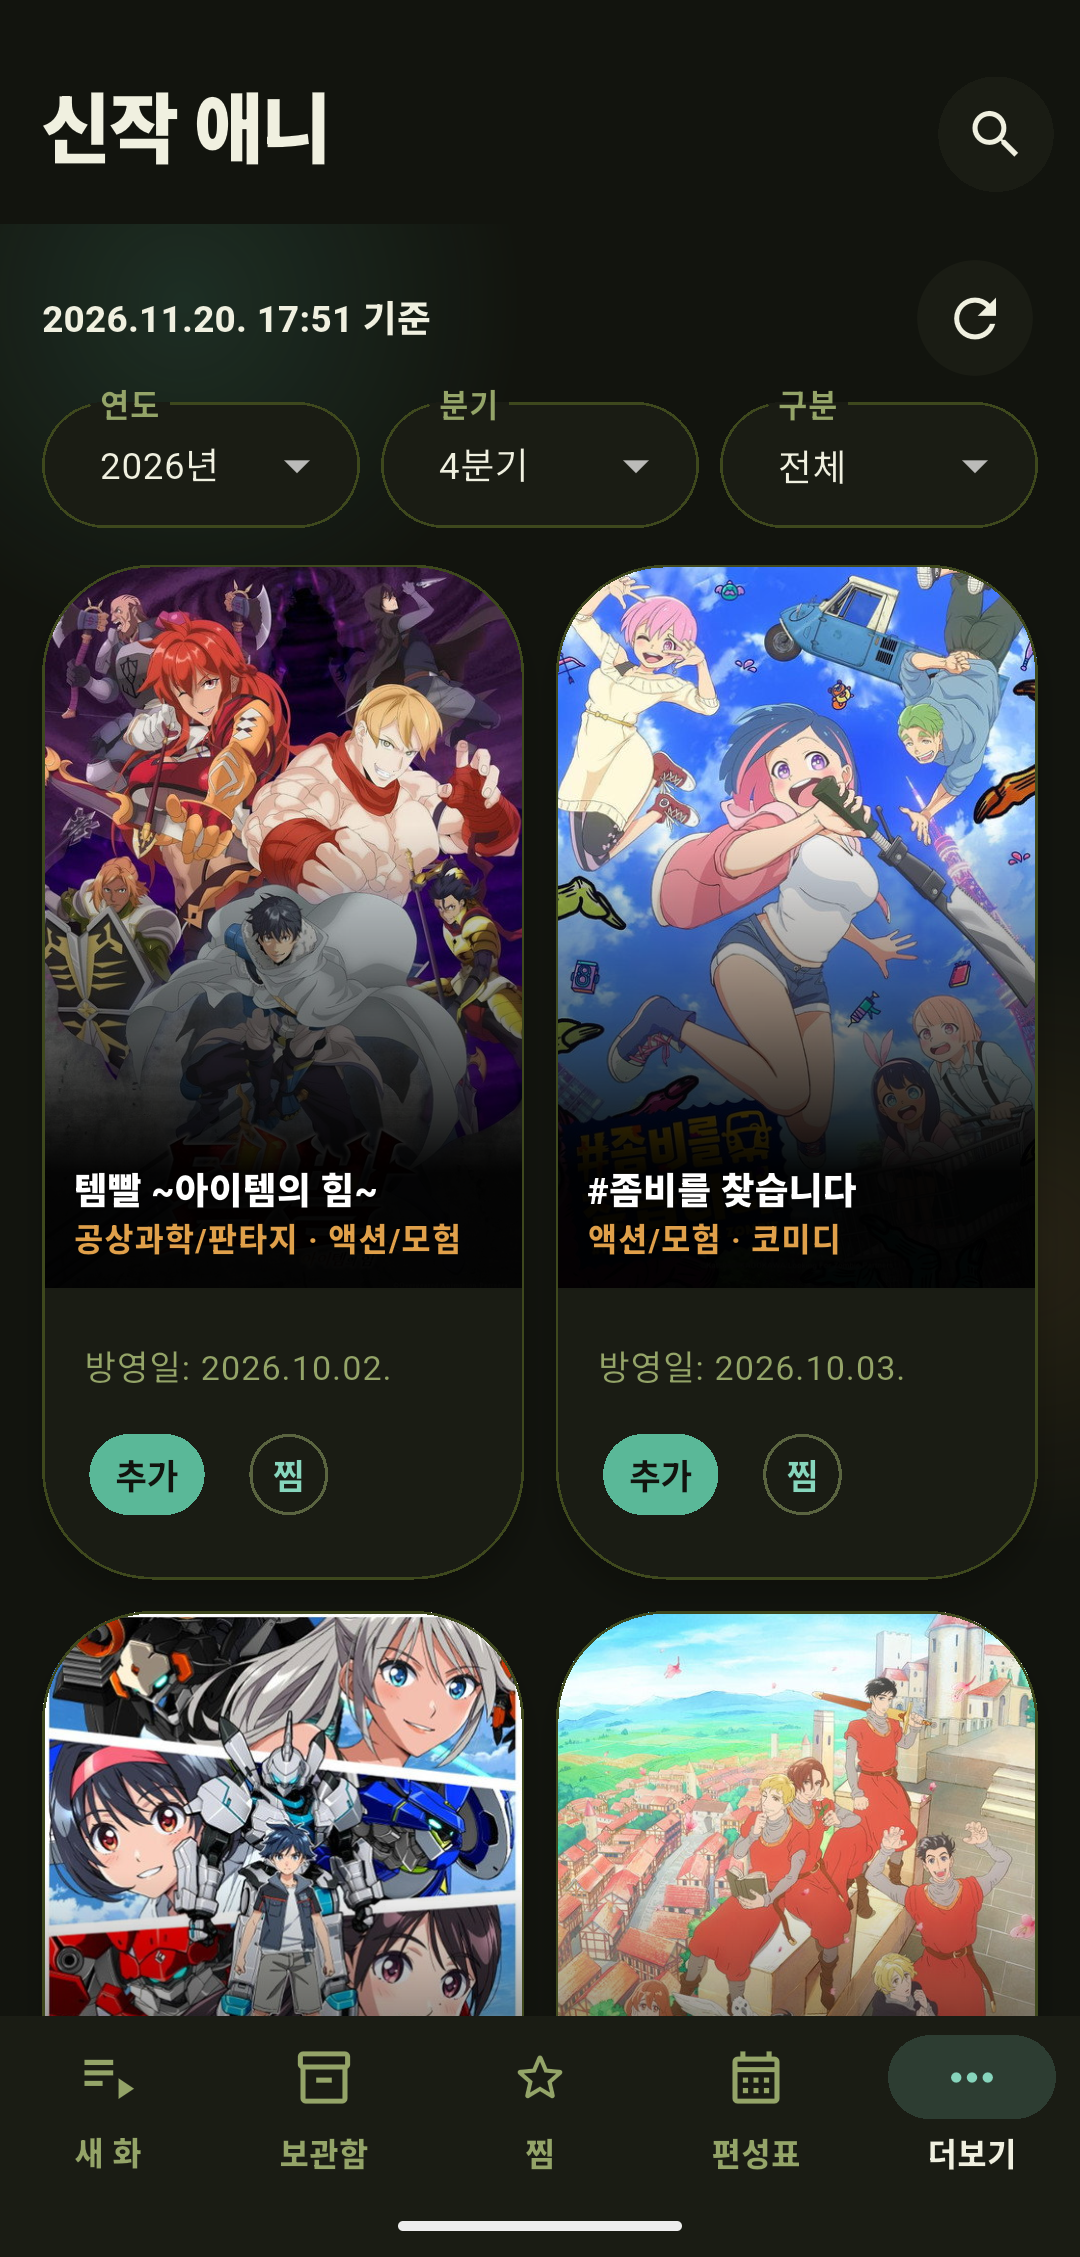 신작 애니
2026.11.20. 17:51 기준
연도
분기
구분
2026년
4분기
전체
#좀비를
템빨 ~아이템의 힘~
공상과학/판타지 · 액션/모험
#좀비를 찾습니다
액션/모험 · 코미디
방영일: 2026.10.02.
방영일: 2026.10.03.
추가
찜
추가
찜
새 화
보관함
찜
편성표
더보기